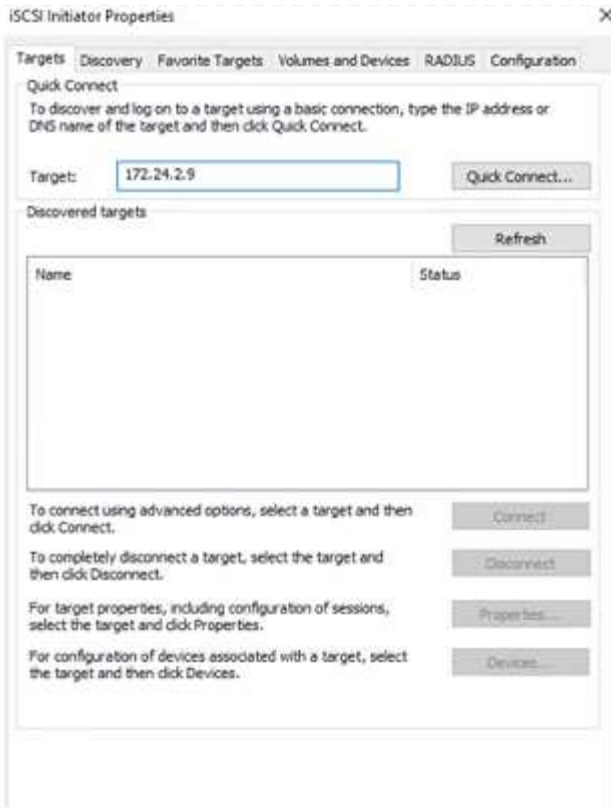 iSCSI Initiator Properties
Targets Discovery Favorite Targets Volumes and Devices RADIUS Configuration
Quick Connect
To discover and log on to a target using a basic connection, type the IP address or
DNS name of the target and then click Quick Connect.
Target: 172.24.2.9 Quick Connect...
Discovered targets
Refresh
Name Status
To connect using advanced options, select a target and then
click Connect.
Connect
To completely disconnect a target, select the target and
then click Disconnect.
Disconnect
For target properties, including configuration of sessions,
select the target and click Properties.
Properties...
For configuration of devices associated with a target, select
the target and then click Devices.
Devices...